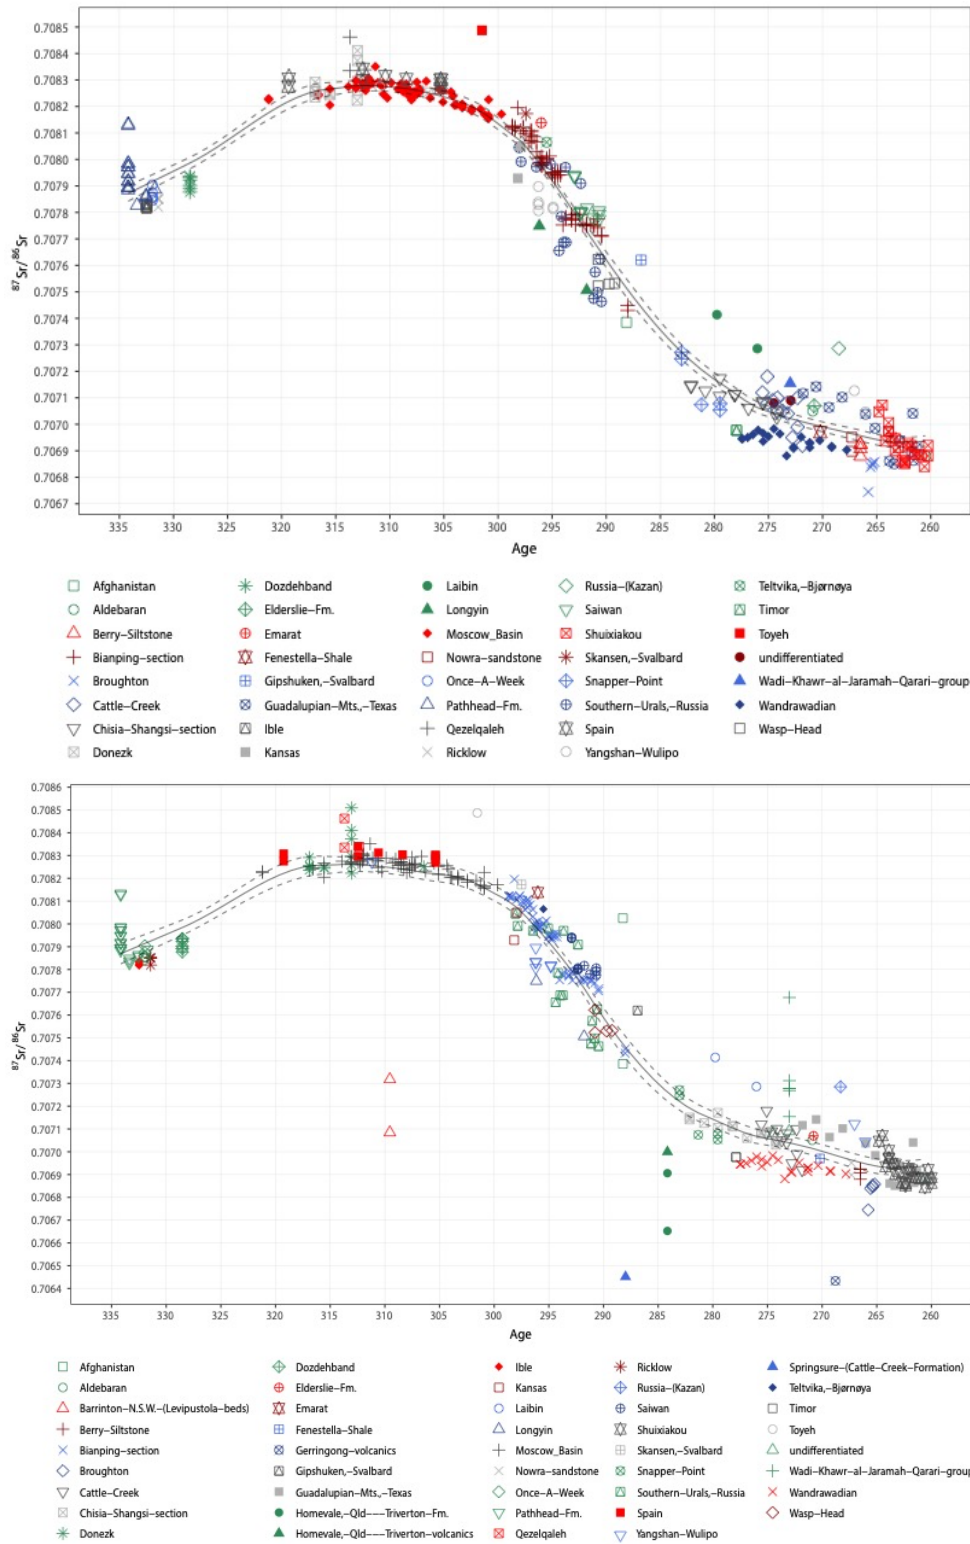 0.7085
0.7084
0.7083
0.7082
0.7081
0.7080
0.7079
0.7078
0.7077
0.7076
0.7075
0.7074
0.7073
0.7072
0.7071
0.7070
0.7069
0.7068
0.7067
⁸⁷Sr/⁸⁶Sr
335 330 325 320 315 310 305 300 295 290 285 280 275 270 265 260
Age
Afghanistan Dozdehband Laibin Russia−(Kazan) Teltvika,−Bjørnøya
Aldebaran Elderslie−Fm. Longyin Saiwan Timor
Berry−Siltstone Emarat Moscow_Basin Shuixiakou Toyeh
Bianping−section Fenestella−Shale Nowra−sandstone Skansen,−Svalbard undifferentiated
Broughton Gipshuken,−Svalbard Once−A−Week Snapper−Point Wadi−Khawr−al−Jaramah−Qarari−group
Cattle−Creek Guadalupian−Mts.,−Texas Pathhead−Fm. Southern−Urals,−Russia Wandrawadian
Chisia−Shangsi−section Ible Qezelqaleh Spain Wasp−Head
Donezk Kansas Ricklow Yangshan−Wulipo
0.7086
0.7085
0.7084
0.7083
0.7082
0.7081
0.7080
0.7079
0.7078
0.7077
0.7076
0.7075
0.7074
0.7073
0.7072
0.7071
0.7070
0.7069
0.7068
0.7067
0.7066
0.7065
0.7064
⁸⁷Sr/⁸⁶Sr
335 330 325 320 315 310 305 300 295 290 285 280 275 270 265 260
Age
Afghanistan Dozdehband Ible Ricklow Springsure−(Cattle−Creek−Formation)
Aldebaran Elderslie−Fm. Kansas Russia−(Kazan) Teltvika,−Bjørnøya
Barrinton−N.S.W.−(Levipustola−beds) Emarat Laibin Saiwan Timor
Berry−Siltstone Fenestella−Shale Longyin Shuixiakou Toyeh
Bianping−section Gerringong−volcanics Moscow_Basin Skansen,−Svalbard undifferentiated
Broughton Gipshuken,−Svalbard Nowra−sandstone Snapper−Point Wadi−Khawr−al−Jaramah−Qarari−group
Cattle−Creek Guadalupian−Mts.,−Texas Once−A−Week Southern−Urals,−Russia Wandrawadian
Chisia−Shangsi−section Homevale,−Qld−−−Triverton−Fm. Pathhead−Fm. Spain Wasp−Head
Donezk Homevale,−Qld−−−Triverton−volcanics Qezelqaleh Yangshan−Wulipo